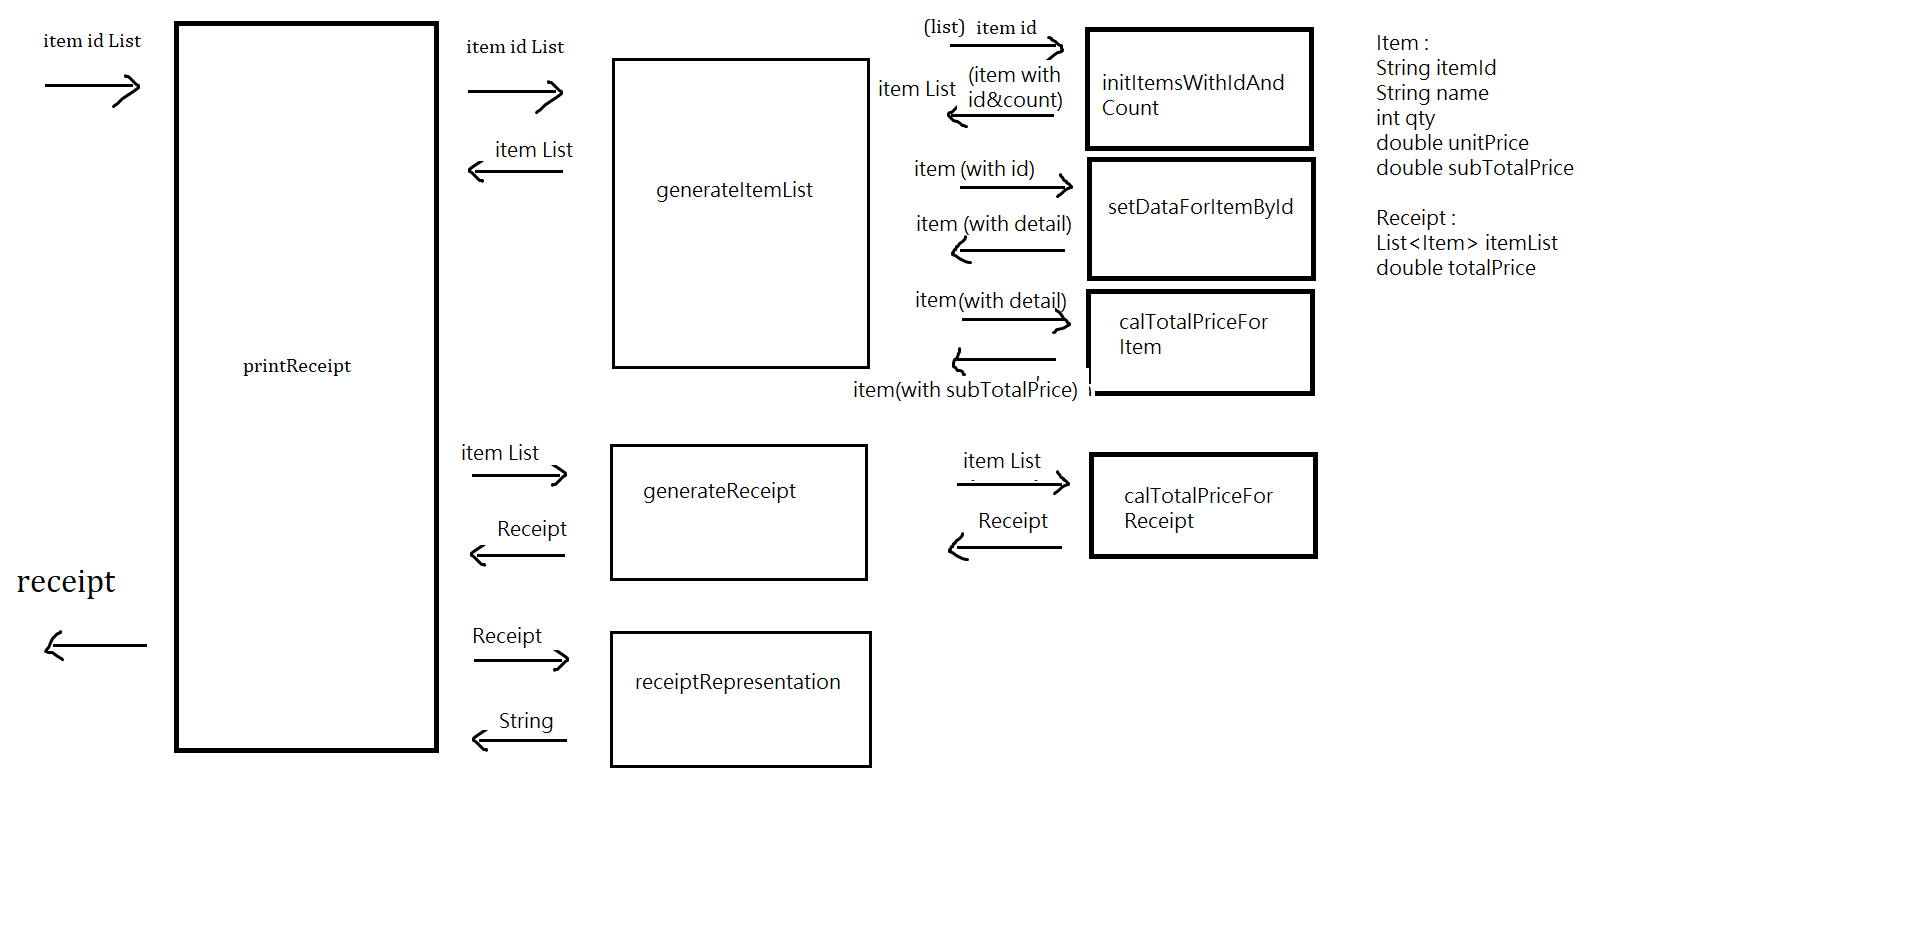 item id List
printReceipt
receipt
item id List
item List
generateItemList
(list) item id
item List
(item with
id&count)
initItemsWithIdAnd
Count
item (with id)
item (with detail)
setDataForItemById
item(with detail)
item(with subTotalPrice)
calTotalPriceFor
Item
item List
Receipt
generateReceipt
item List
Receipt
calTotalPriceFor
Receipt
Receipt
String
receiptRepresentation
Item :
String itemId
String name
int qty
double unitPrice
double subTotalPrice
Receipt :
List<Item> itemList
double totalPrice